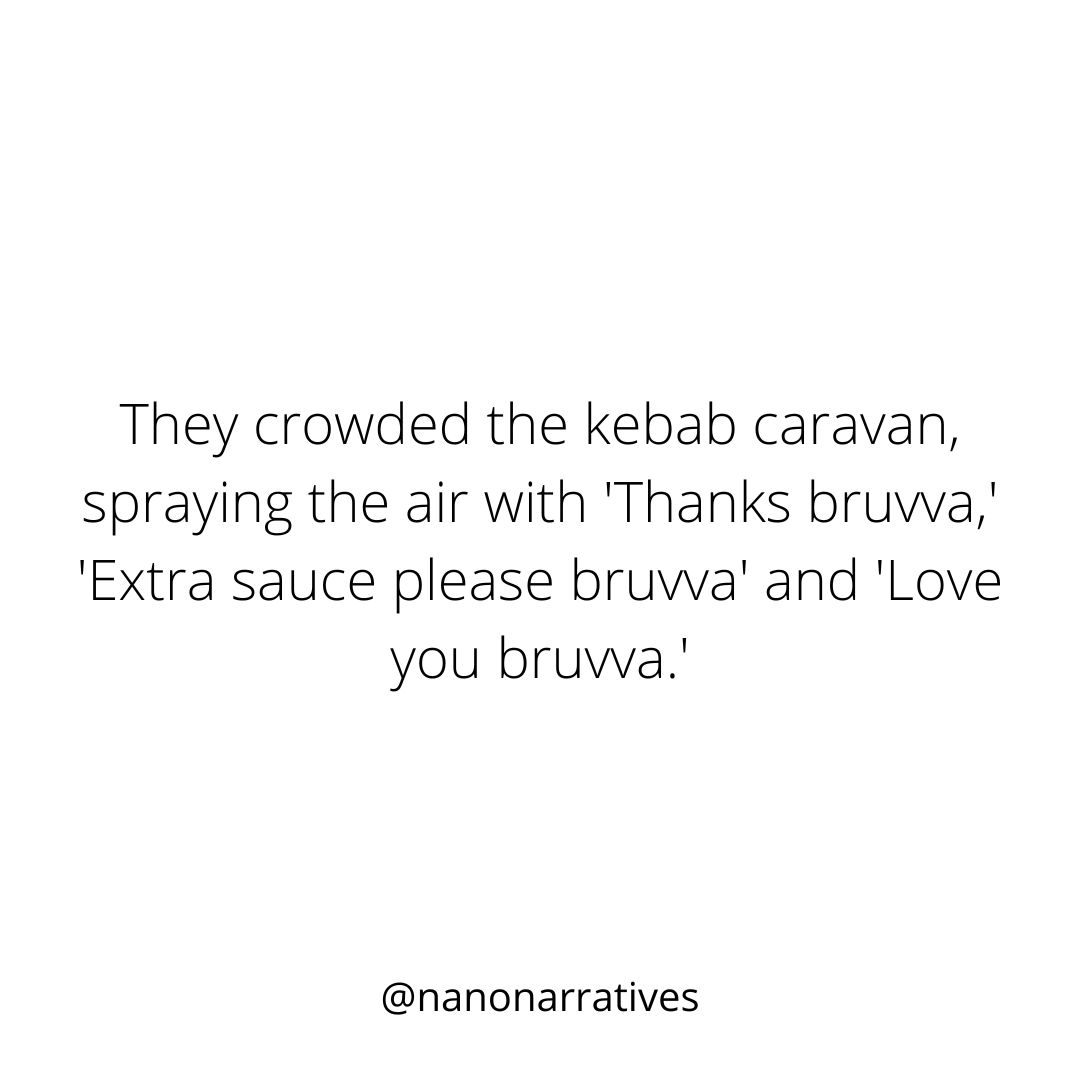 They crowded the kebab caravan,
spraying the air with 'Thanks bruvva,'
'Extra sauce please bruvva' and 'Love
you bruvva.'
@nanonarratives